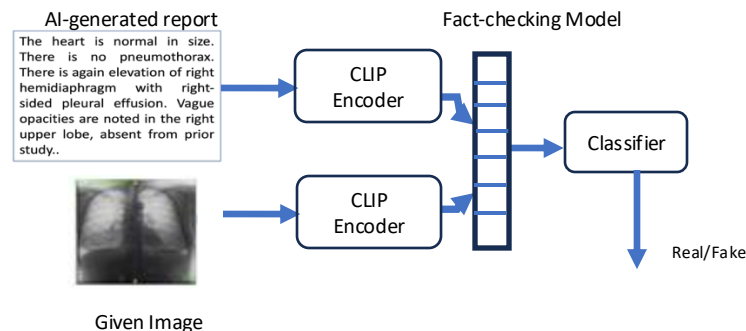 AI-generated report
Fact-checking Model
The heart is normal in size.
There is no pneumothorax.
There is again elevation of right
hemidiaphragm with right-
sided pleural effusion. Vague
opacities are noted in the right
upper lobe, absent from prior
study..
CLIP
Encoder
Classifier
CLIP
Encoder
Real/Fake
Given Image